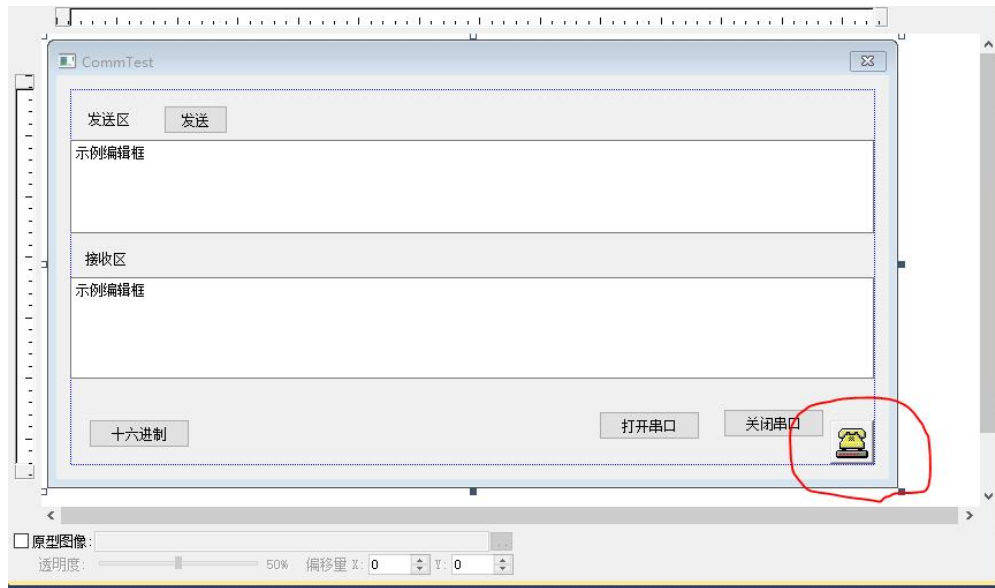 CommTest
发送区 发送
示例编辑框
接收区
示例编辑框
十六进制 打开串口 关闭串口
原型图像:
透明度: 50% 偏移量 X: 0 Y: 0